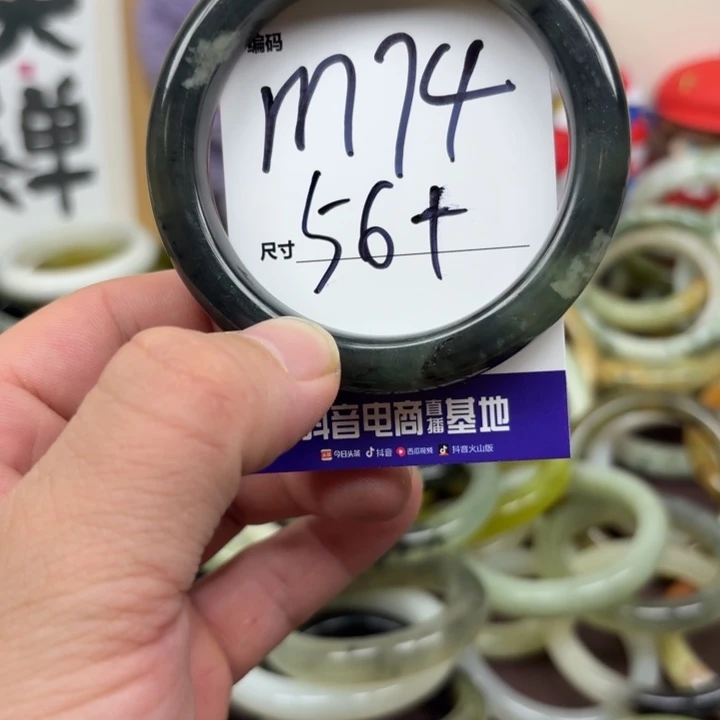 编码
m74
尺寸 56+
抖音电商直播基地
今日头条 抖音 西瓜视频 抖音火山版
禅